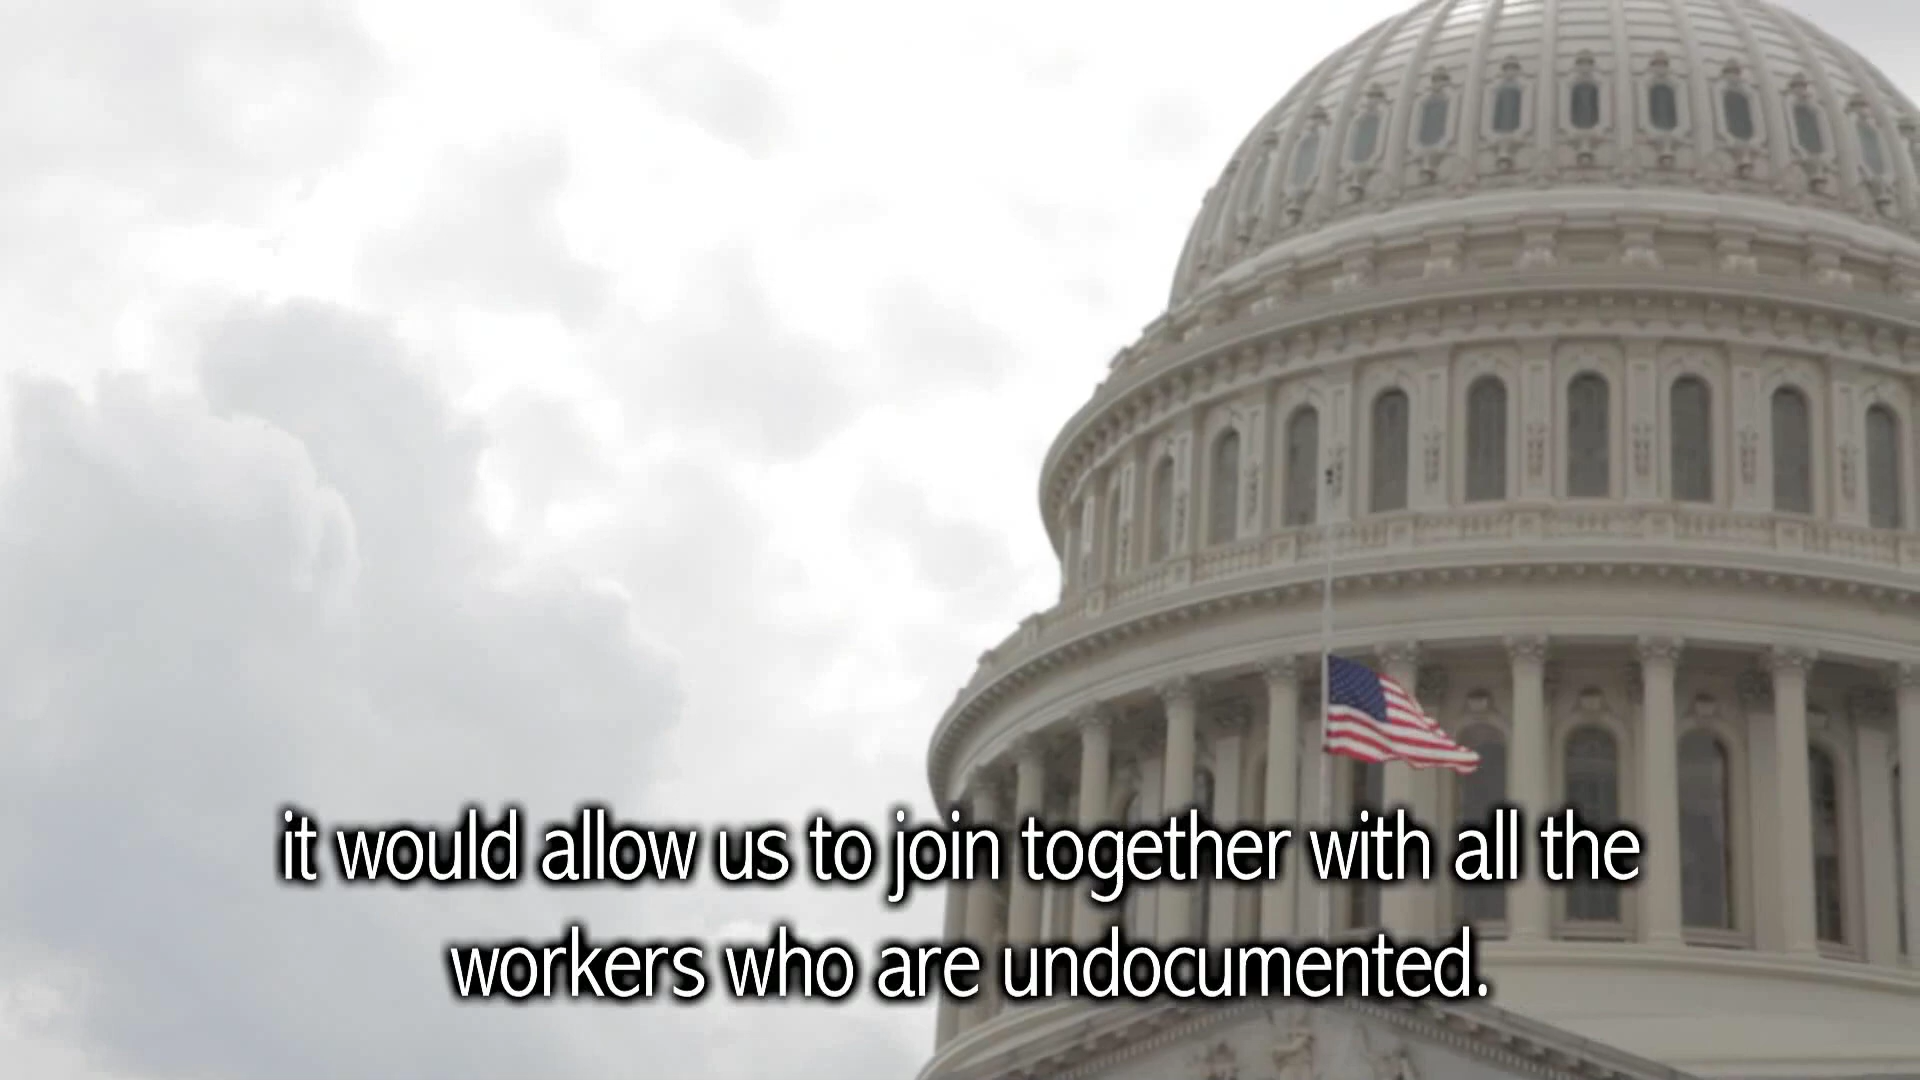 it would allow us to join together with all the
workers who are undocumented.